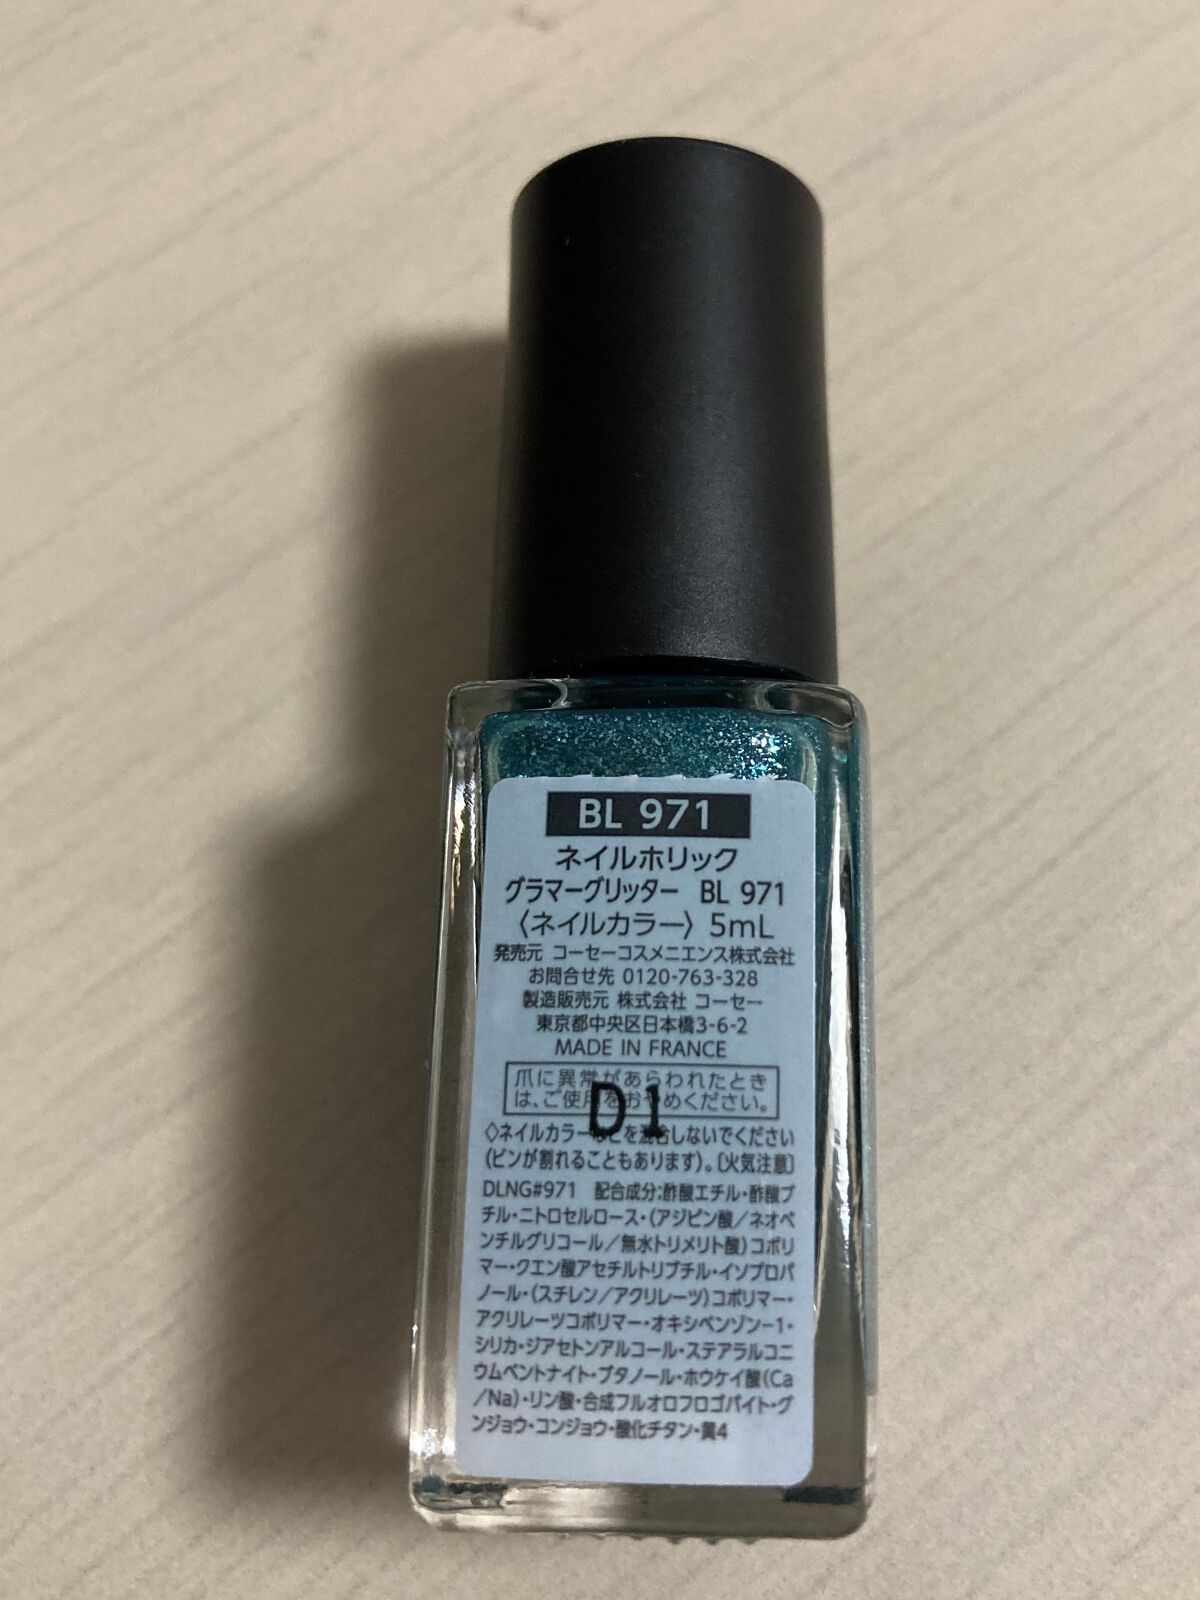 BL 971
ネイルホリック
グラマーグリッター BL 971
〈ネイルカラー〉 5mL
発売元 コーセーコスメニエンス株式会社
お問合せ先 0120-763-328
製造販売元 株式会社 コーセー
東京都中央区日本橋3-6-2
MADE IN FRANCE
爪に異常があらわれたとき
は、ご使用をおやめください。
D1
◇ネイルカラーなどを混合しないでください
(ビンが割れることもあります)。〔火気注意〕
DLNG#971 配合成分:酢酸エチル・酢酸ブ
チル・ニトロセルロース・(アジピン酸/ネオペ
ンチルグリコール/無水トリメリト酸)コポリ
マー・クエン酸アセチルトリブチル・イソプロパ
ノール・(スチレン/アクリレーツ)コポリマー・
アクリレーツコポリマー・オキシベンゾン-1・
シリカ・ジアセトンアルコール・ステアラルコニ
ウムベントナイト・ブタノール・ホウケイ酸(Ca
/Na)・リン酸・合成フルオロフロゴパイト・グ
ンジョウ・コンジョウ・酸化チタン・黄4